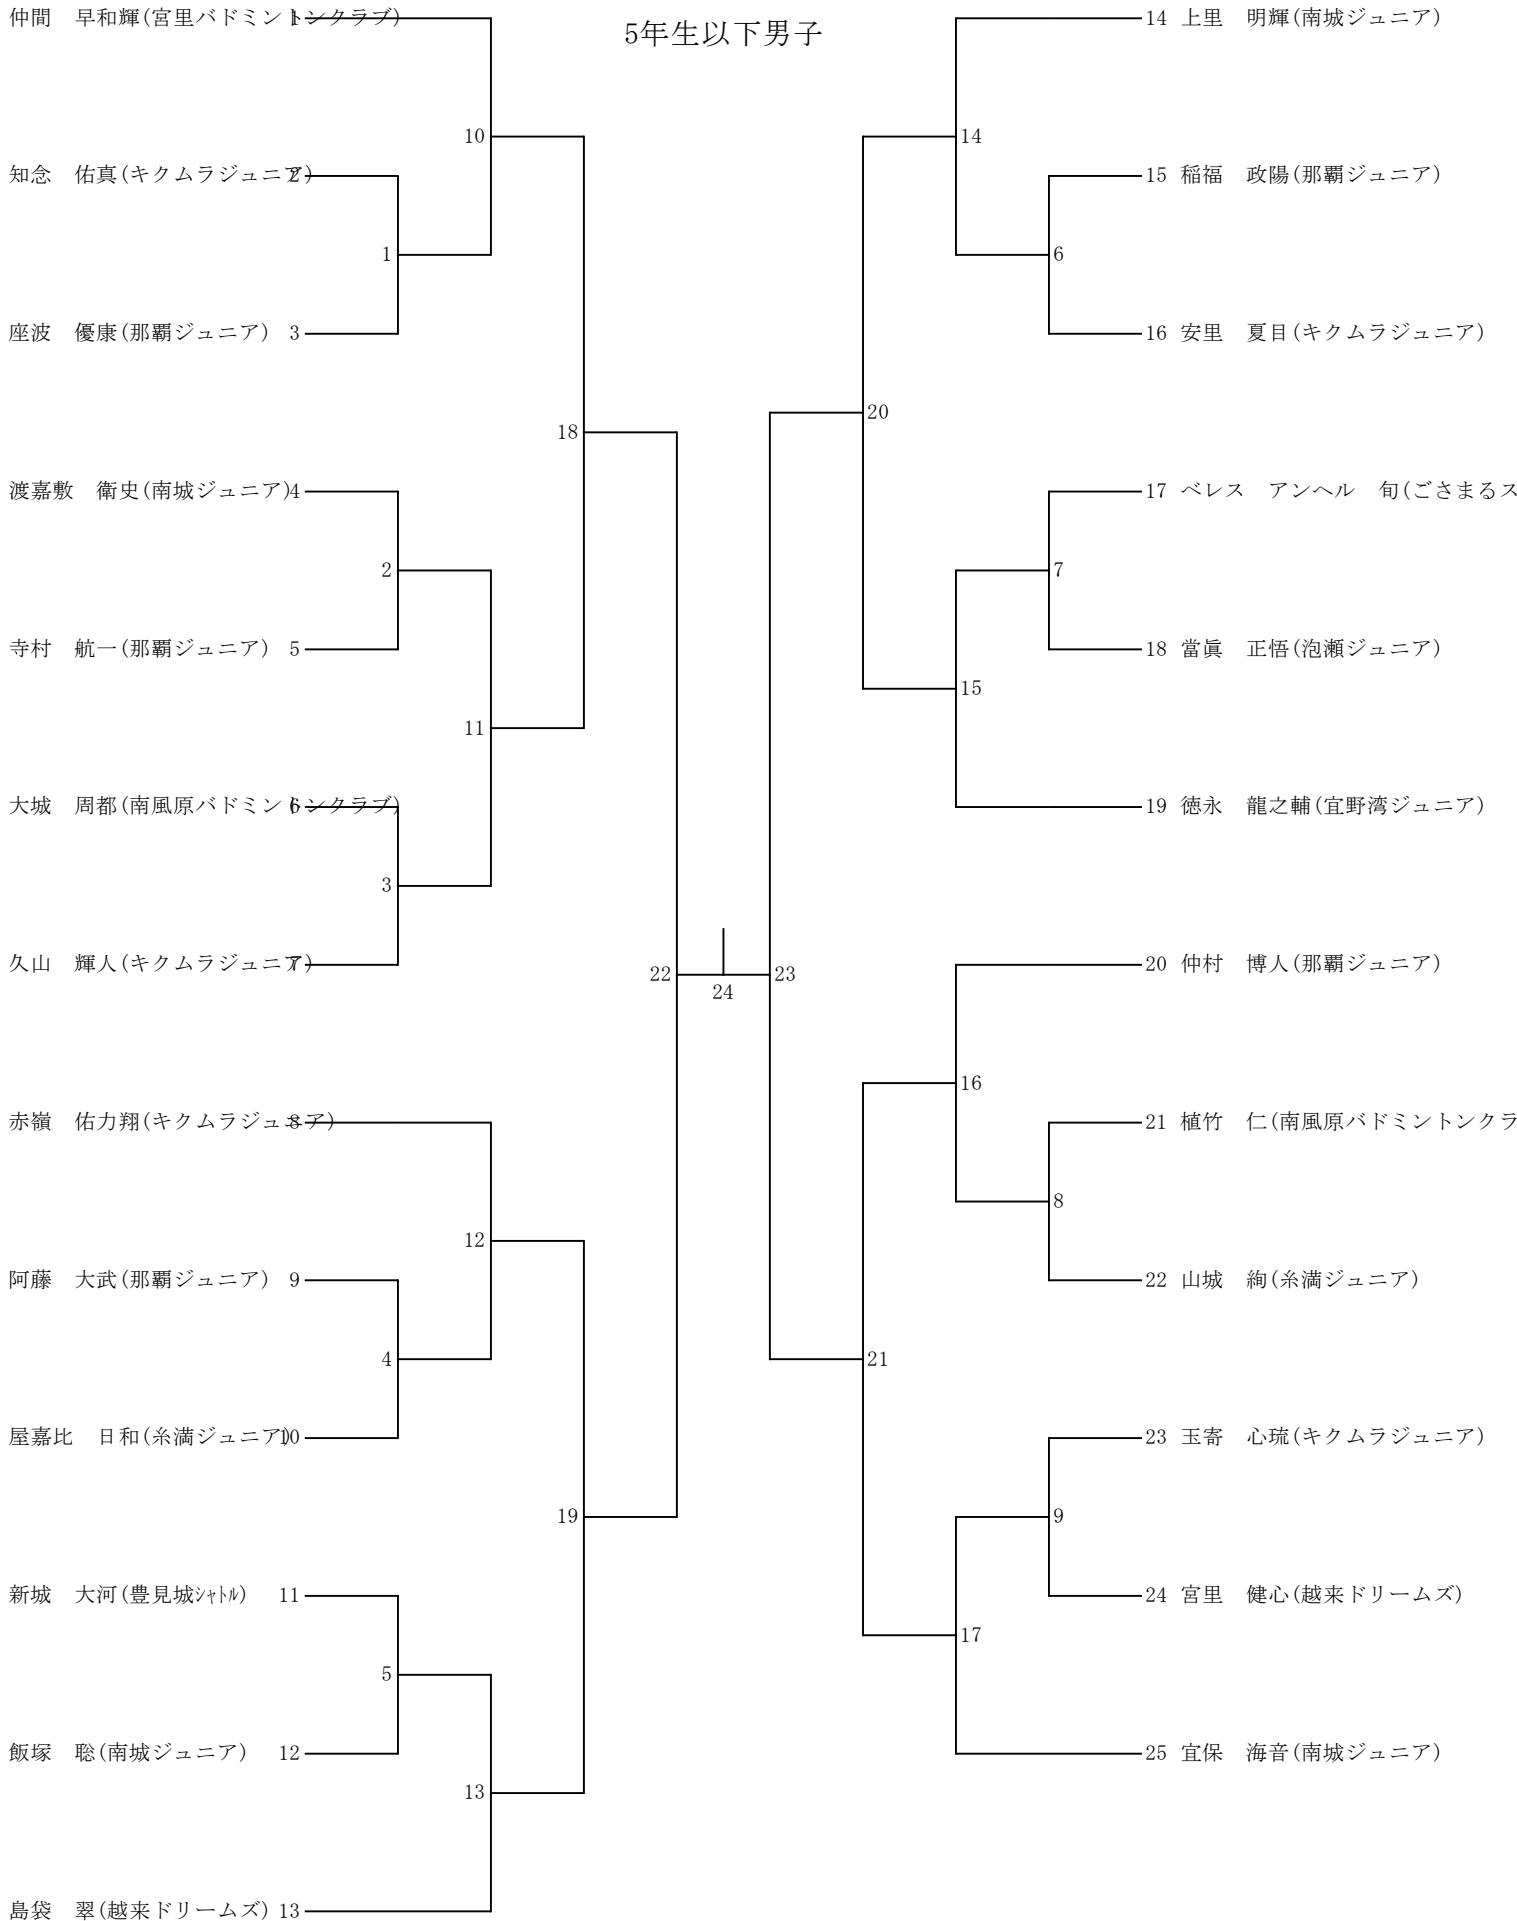 5年生以下男子
1 仲間　早和輝(宮里バドミントンクラブ)
2 知念　佑真(キクムラジュニア)
3 座波　優康(那覇ジュニア)
4 渡嘉敷　衛史(南城ジュニア)
5 寺村　航一(那覇ジュニア)
6 大城　周都(南風原バドミントンクラブ)
7 久山　輝人(キクムラジュニア)
8 赤嶺　佑力翔(キクムラジュニア)
9 阿藤　大武(那覇ジュニア)
10 屋嘉比　日和(糸満ジュニア)
11 新城　大河(豊見城ｼｬﾄﾙ)
12 飯塚　聡(南城ジュニア)
13 島袋　翠(越来ドリームズ)
1
2
3
4
5
10
11
12
13
18
19
22
24
23
20
21
14
15
16
17
6
7
8
9
14 上里　明輝(南城ジュニア)
15 稲福　政陽(那覇ジュニア)
16 安里　夏目(キクムラジュニア)
17 ベレス　アンヘル　旬(ごさまるス
18 當眞　正悟(泡瀬ジュニア)
19 徳永　龍之輔(宜野湾ジュニア)
20 仲村　博人(那覇ジュニア)
21 植竹　仁(南風原バドミントンクラ
22 山城　絢(糸満ジュニア)
23 玉寄　心琉(キクムラジュニア)
24 宮里　健心(越来ドリームズ)
25 宜保　海音(南城ジュニア)